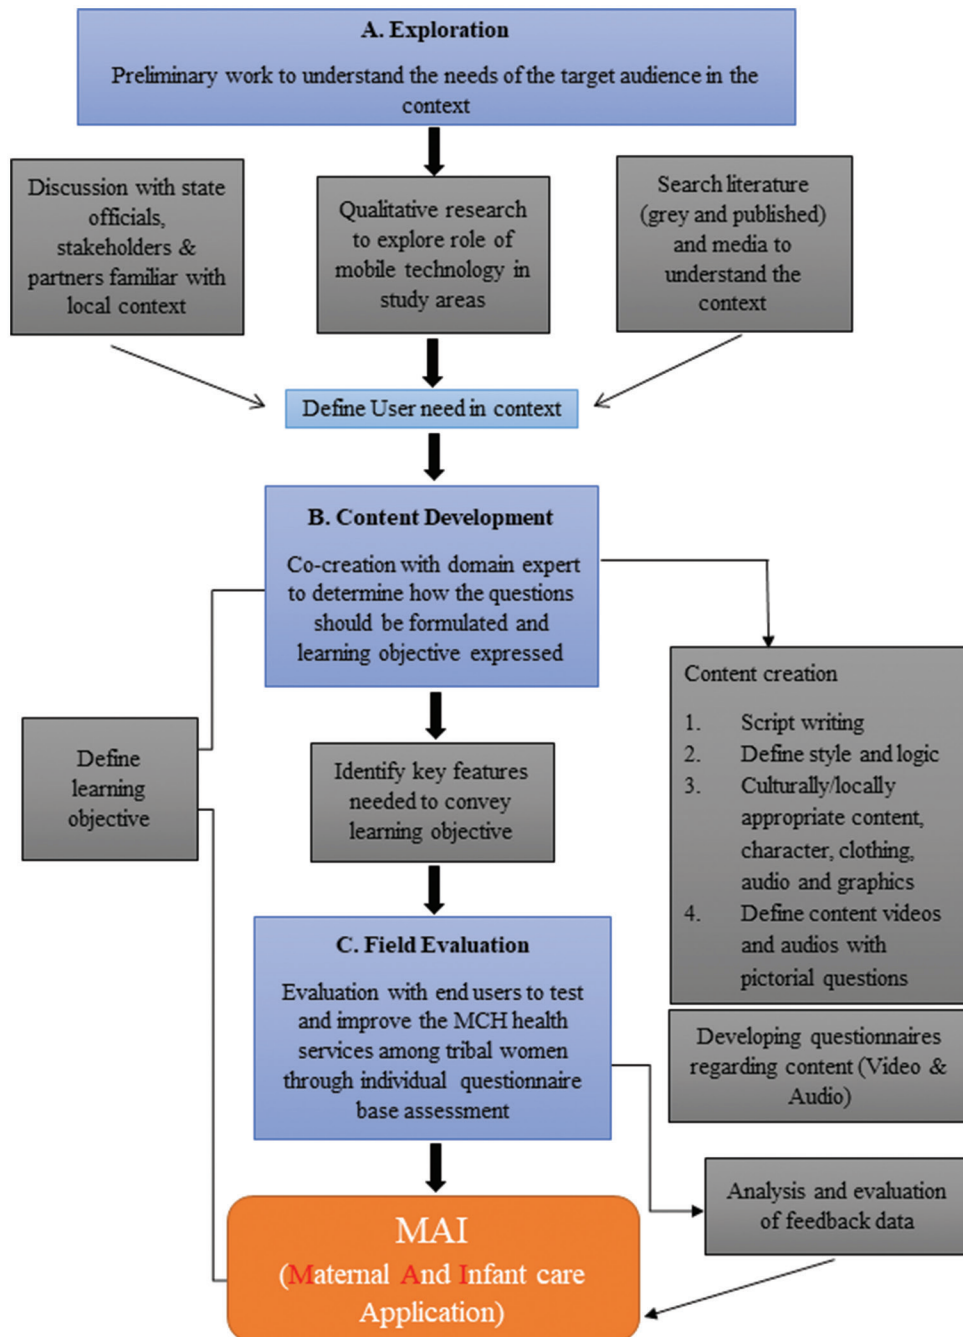 A. Exploration
Preliminary work to understand the needs of the target audience in the
context
Discussion with state
officials,
stakeholders &
partners familiar with
local context
Qualitative research
to explore role of
mobile technology in
study areas
Search literature
(grey and published)
and media to
understand the
context
Define User need in context
B. Content Development
Co-creation with domain expert
to determine how the questions
should be formulated and
learning objective expressed
Define
learning
objective
Identify key features
needed to convey
learning objective
Content creation
1. Script writing
2. Define style and logic
3. Culturally/locally
appropriate content,
character, clothing,
audio and graphics
4. Define content videos
and audios with
pictorial questions
Developing questionnaires
regarding content (Video &
Audio)
C. Field Evaluation
Evaluation with end users to test
and improve the MCH health
services among tribal women
through individual questionnaire
base assessment
Analysis and evaluation
of feedback data
MAI
(Maternal And Infant care
Application)